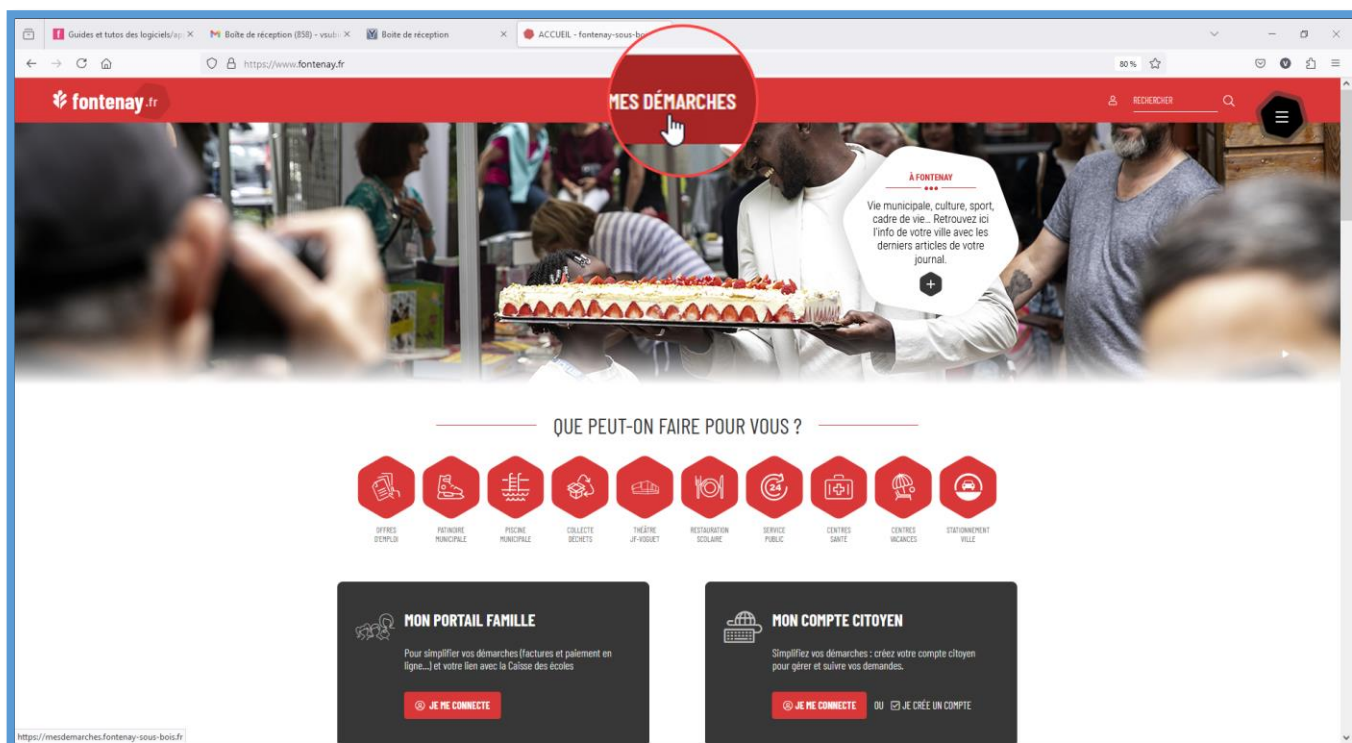 Guides et tutos des logiciels/ap
Boîte de réception (858) - vsubi
Boite de réception
ACCUEIL - fontenay-sous-bo
https://www.fontenay.fr
80 %
fontenay.fr
MES DÉMARCHES
RECHERCHER
À FONTENAY
Vie municipale, culture, sport,
cadre de vie... Retrouvez ici
l'info de votre ville avec les
derniers articles de votre
journal.
QUE PEUT-ON FAIRE POUR VOUS ?
OFFRES
D'EMPLOI
PATINOIRE
MUNICIPALE
PISCINE
MUNICIPALE
COLLECTE
DÉCHETS
THÉÂTRE
JF-VOGUET
RESTAURATION
SCOLAIRE
24
SERVICE
PUBLIC
CENTRES
SANTÉ
CENTRES
VACANCES
STATIONNEMENT
VILLE
MON PORTAIL FAMILLE
Pour simplifier vos démarches (factures et paiement en
ligne...) et votre lien avec la Caisse des écoles
JE ME CONNECTE
MON COMPTE CITOYEN
Simplifiez vos démarches : créez votre compte citoyen
pour gérer et suivre vos demandes.
JE ME CONNECTE OU JE CRÉE UN COMPTE
https://mesdemarches.fontenay-sous-bois.fr